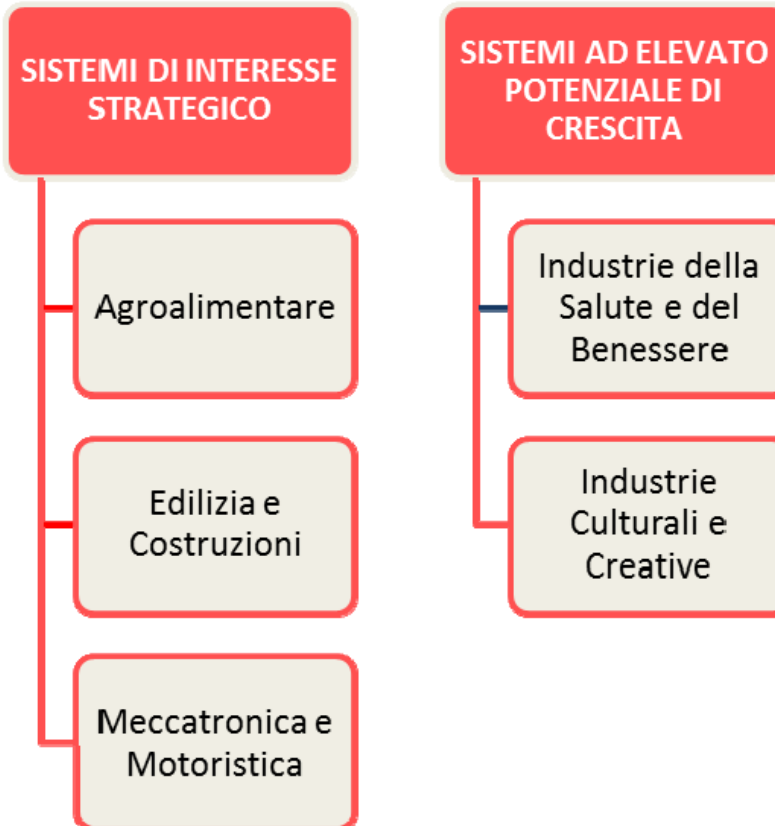 SISTEMI DI INTERESSE
STRATEGICO
Agroalimentare
Edilizia e
Costruzioni
Meccatronica e
Motoristica
SISTEMI AD ELEVATO
POTENZIALE DI
CRESCITA
Industrie della
Salute e del
Benessere
Industrie
Culturali e
Creative